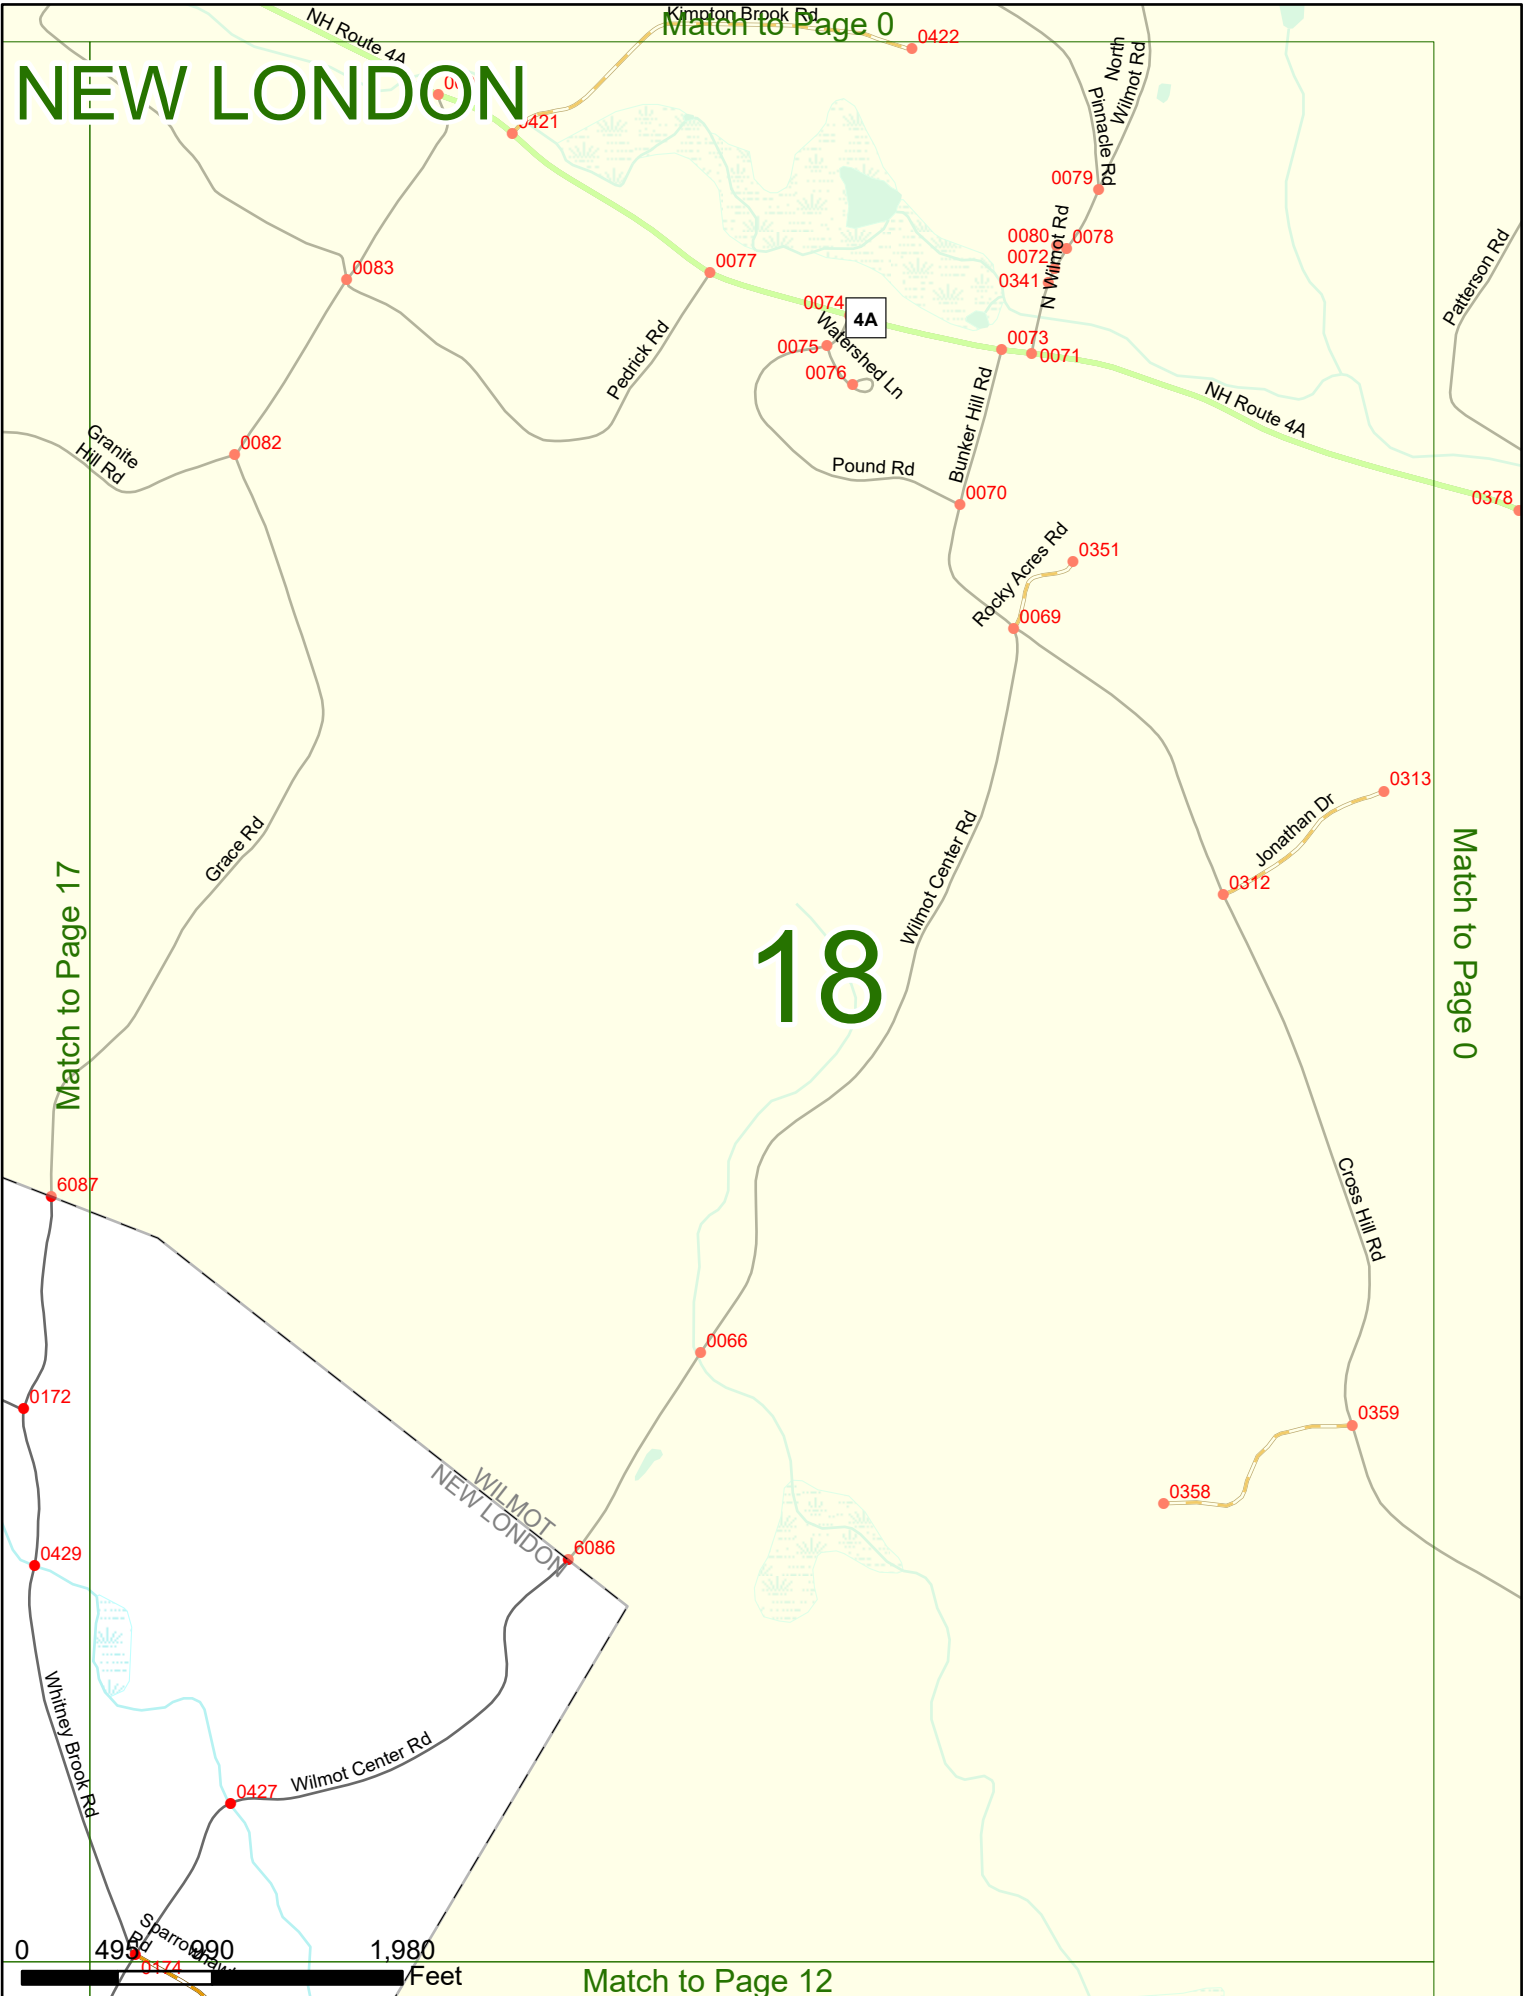 Kimpton Brook Rd
Match to Page 0
NH Route 4A
0422
North
Wilmot Rd
NEW LONDON
0421
Pinnacle Rd
0079
0080
0078
0072
0341
N Wilmot Rd
Patterson Rd
0083
0077
0074
4A
Watershed Ln
0075
0076
0073
0071
Pedrick Rd
Bunker Hill Rd
NH Route 4A
Granite
Hill Rd
0082
Pound Rd
0070
0378
Rocky Acres Rd
0351
0069
0313
Jonathan Dr
0312
Grace Rd
Wilmot Center Rd
Match to Page 17
18
Match to Page 0
6087
Cross Hill Rd
0066
0172
0359
0358
WILMOT
NEW LONDON
6086
0429
Whitney Brook Rd
Wilmot Center Rd
0427
Rd
0174
0 495 990 1,980
Feet
Match to Page 12